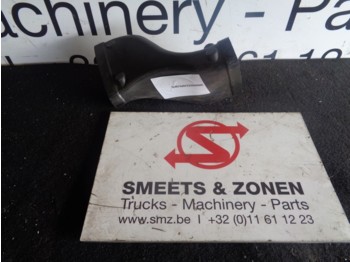 achinery - Pa
SMEETS & ZONEN
Trucks - Machinery - Parts
www.smz.be I +32 (0)11 61 12 23